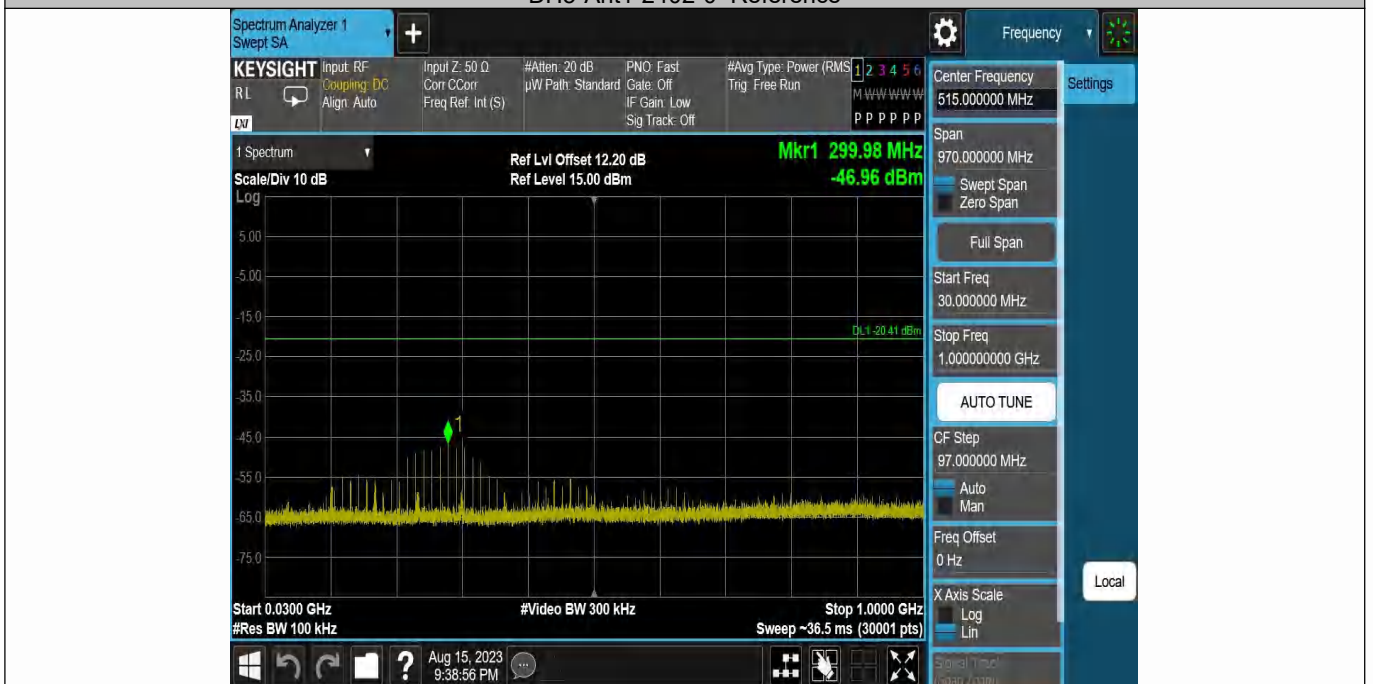 Spectrum Analyzer 1
Swept SA
+
Frequency
KEYSIGHT
RL
LXI
Input: RF
Coupling: DC
Align: Auto
Input Z: 50 Ω
Corr CCorr
Freq Ref: Int (S)
#Atten: 20 dB
µW Path: Standard
PNO: Fast
Gate: Off
IF Gain: Low
Sig Track: Off
#Avg Type: Power (RMS
Trig: Free Run
1 2 3 4 5 6
M W W W W W
P P P P P P
1 Spectrum
Scale/Div 10 dB
Log
Ref Lvl Offset 12.20 dB
Ref Level 15.00 dBm
Mkr1 299.98 MHz
-46.96 dBm
5.00
-5.00
-15.0
-25.0
-35.0
-45.0
-55.0
-65.0
-75.0
DL1 -20.41 dBm
1
Start 0.0300 GHz
#Res BW 100 kHz
#Video BW 300 kHz
Stop 1.0000 GHz
Sweep ~36.5 ms (30001 pts)
Center Frequency
515.000000 MHz
Span
970.000000 MHz
Swept Span
Zero Span
Full Span
Start Freq
30.000000 MHz
Stop Freq
1.000000000 GHz
AUTO TUNE
CF Step
97.000000 MHz
Auto
Man
Freq Offset
0 Hz
X Axis Scale
Log
Lin
Settings
Local
?
Aug 15, 2023
9:38:56 PM